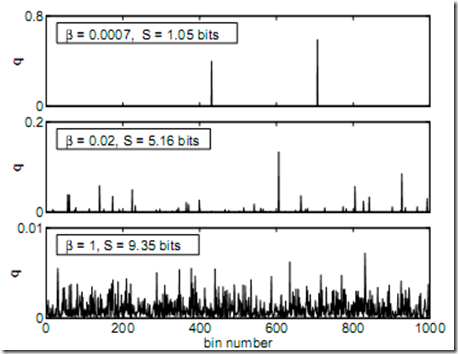 0.8
β = 0.0007, S = 1.05 bits
q
0
0.2
β = 0.02, S = 5.16 bits
q
0
0.01
β = 1, S = 9.35 bits
q
0
0 200 400 600 800 1000
bin number